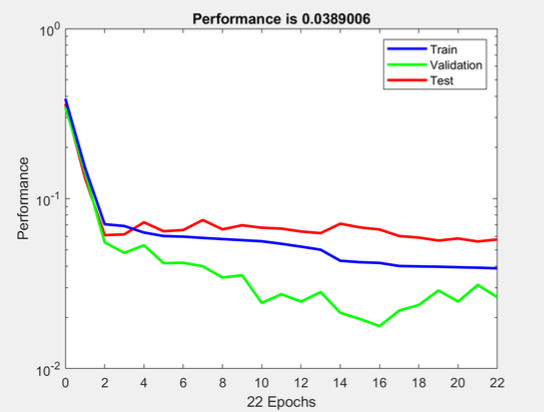 Performance is 0.0389006
10^0
10^-1
10^-2
Performance
Train
Validation
Test
0 2 4 6 8 10 12 14 16 18 20 22
22 Epochs